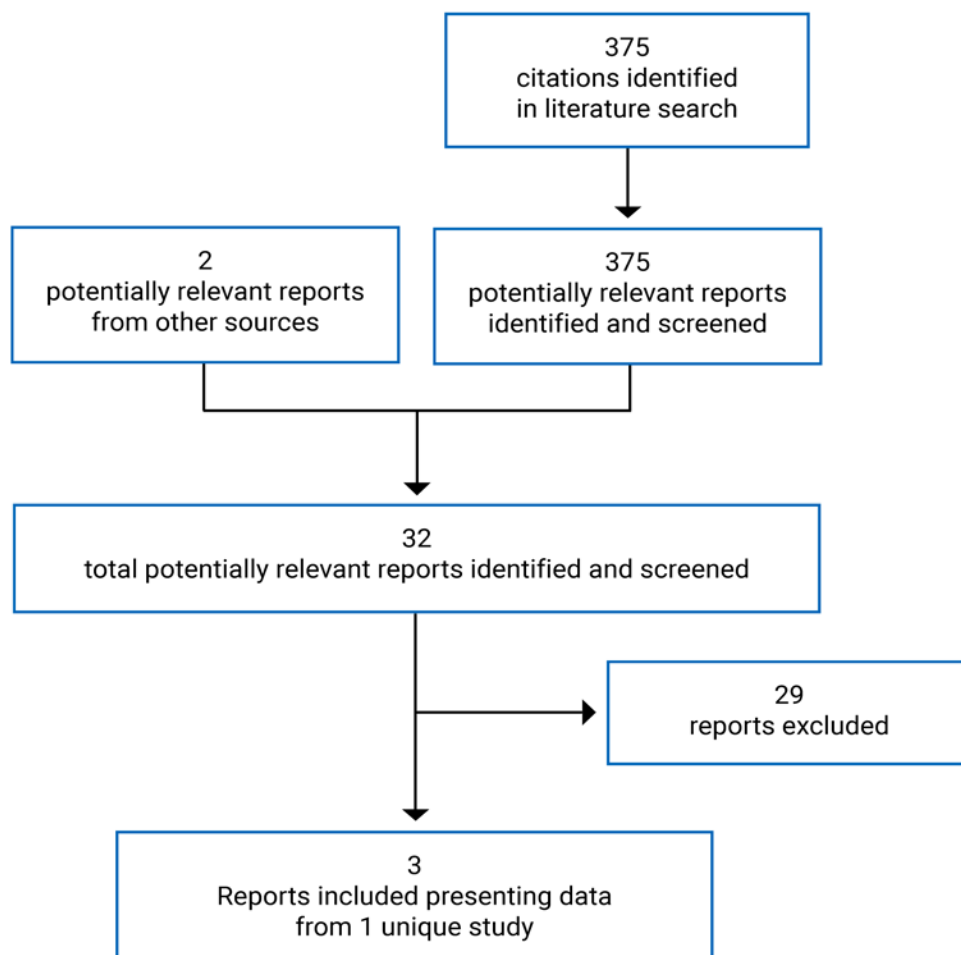 375
citations identified
in literature search
2
potentially relevant reports
from other sources
375
potentially relevant reports
identified and screened
32
total potentially relevant reports identified and screened
29
reports excluded
3
Reports included presenting data
from 1 unique study